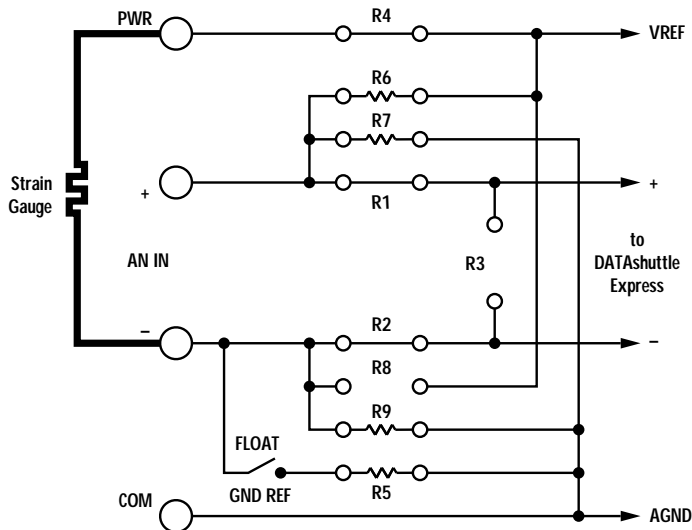 PWR
R4
VREF
R6
R7
Strain
Gauge
+
R1
+
AN IN
R3
to
DATAshuttle
Express
–
R2
–
R8
R9
FLOAT
GND REF
R5
COM
AGND